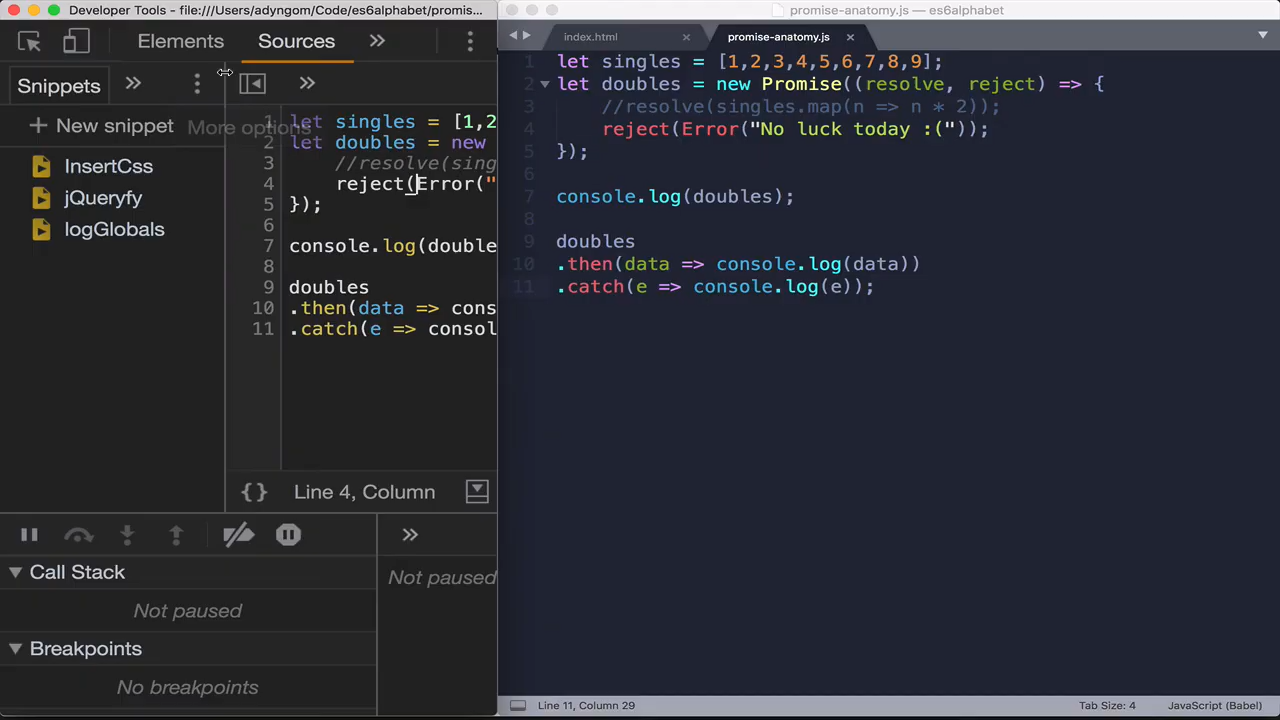 Developer Tools - file:///Users/adyngom/Code/es6alphabet/promise-anatomy....
Elements
Sources
Snippets
New snippet
More options
InsertCss
jQueryfy
logGlobals
1 let singles = [1,2
2 let doubles = new
3 //resolve(sing
4 reject(Error("
5 });
6
7 console.log(double
8
9 doubles
10 .then(data => cons
11 .catch(e => consol
{} Line 4, Column
Call Stack
Not paused
Breakpoints
No breakpoints
Not paused
promise-anatomy.js — es6alphabet
index.html
promise-anatomy.js
1 let singles = [1,2,3,4,5,6,7,8,9];
2 let doubles = new Promise((resolve, reject) => {
3 //resolve(singles.map(n => n * 2));
4 reject(Error("No luck today :("));
5 });
6
7 console.log(doubles);
8
9 doubles
10 .then(data => console.log(data))
11 .catch(e => console.log(e));
Line 11, Column 29
Tab Size: 4
JavaScript (Babel)